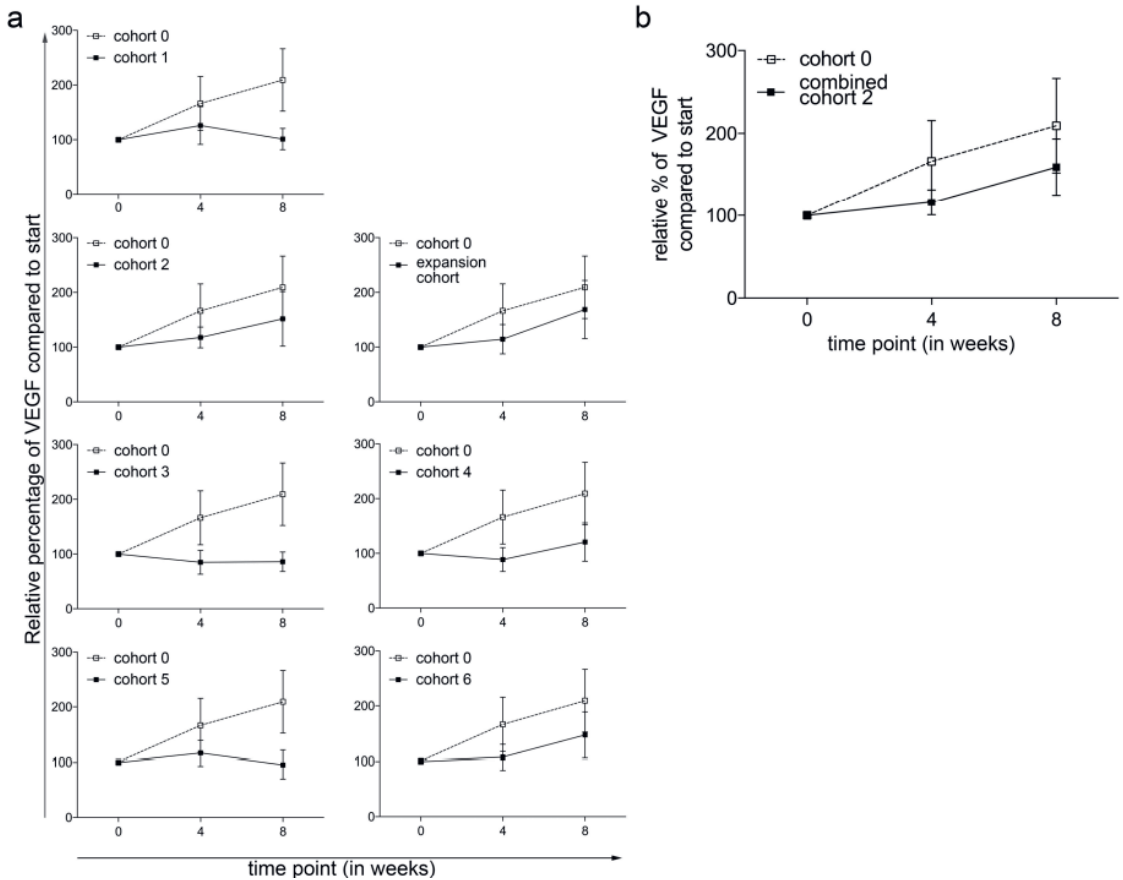 a
Relative percentage of VEGF compared to start
300
200
100
0
0
4
8
cohort 0
cohort 1
300
200
100
0
0
4
8
cohort 0
cohort 2
300
200
100
0
0
4
8
cohort 0
expansion
cohort
300
200
100
0
0
4
8
cohort 0
cohort 3
300
200
100
0
0
4
8
cohort 0
cohort 4
300
200
100
0
0
4
8
cohort 0
cohort 5
300
200
100
0
0
4
8
cohort 0
cohort 6
time point (in weeks)
b
relative % of VEGF
compared to start
300
200
100
0
0
4
8
cohort 0
combined
cohort 2
time point (in weeks)